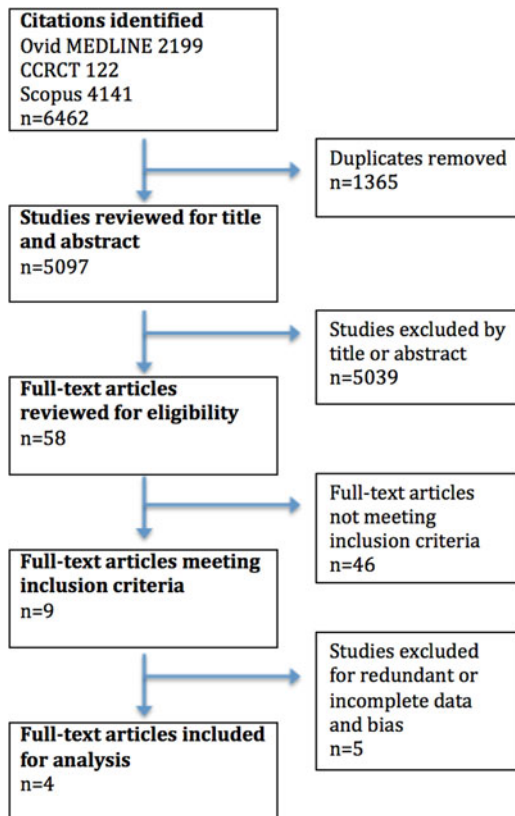 Citations identified
Ovid MEDLINE 2199
CCRCT 122
Scopus 4141
n=6462
Duplicates removed
n=1365
Studies reviewed for title
and abstract
n=5097
Studies excluded by
title or abstract
n=5039
Full-text articles
reviewed for eligibility
n=58
Full-text articles
not meeting
inclusion criteria
n=46
Full-text articles meeting
inclusion criteria
n=9
Studies excluded
for redundant or
incomplete data
and bias
n=5
Full-text articles included
for analysis
n=4